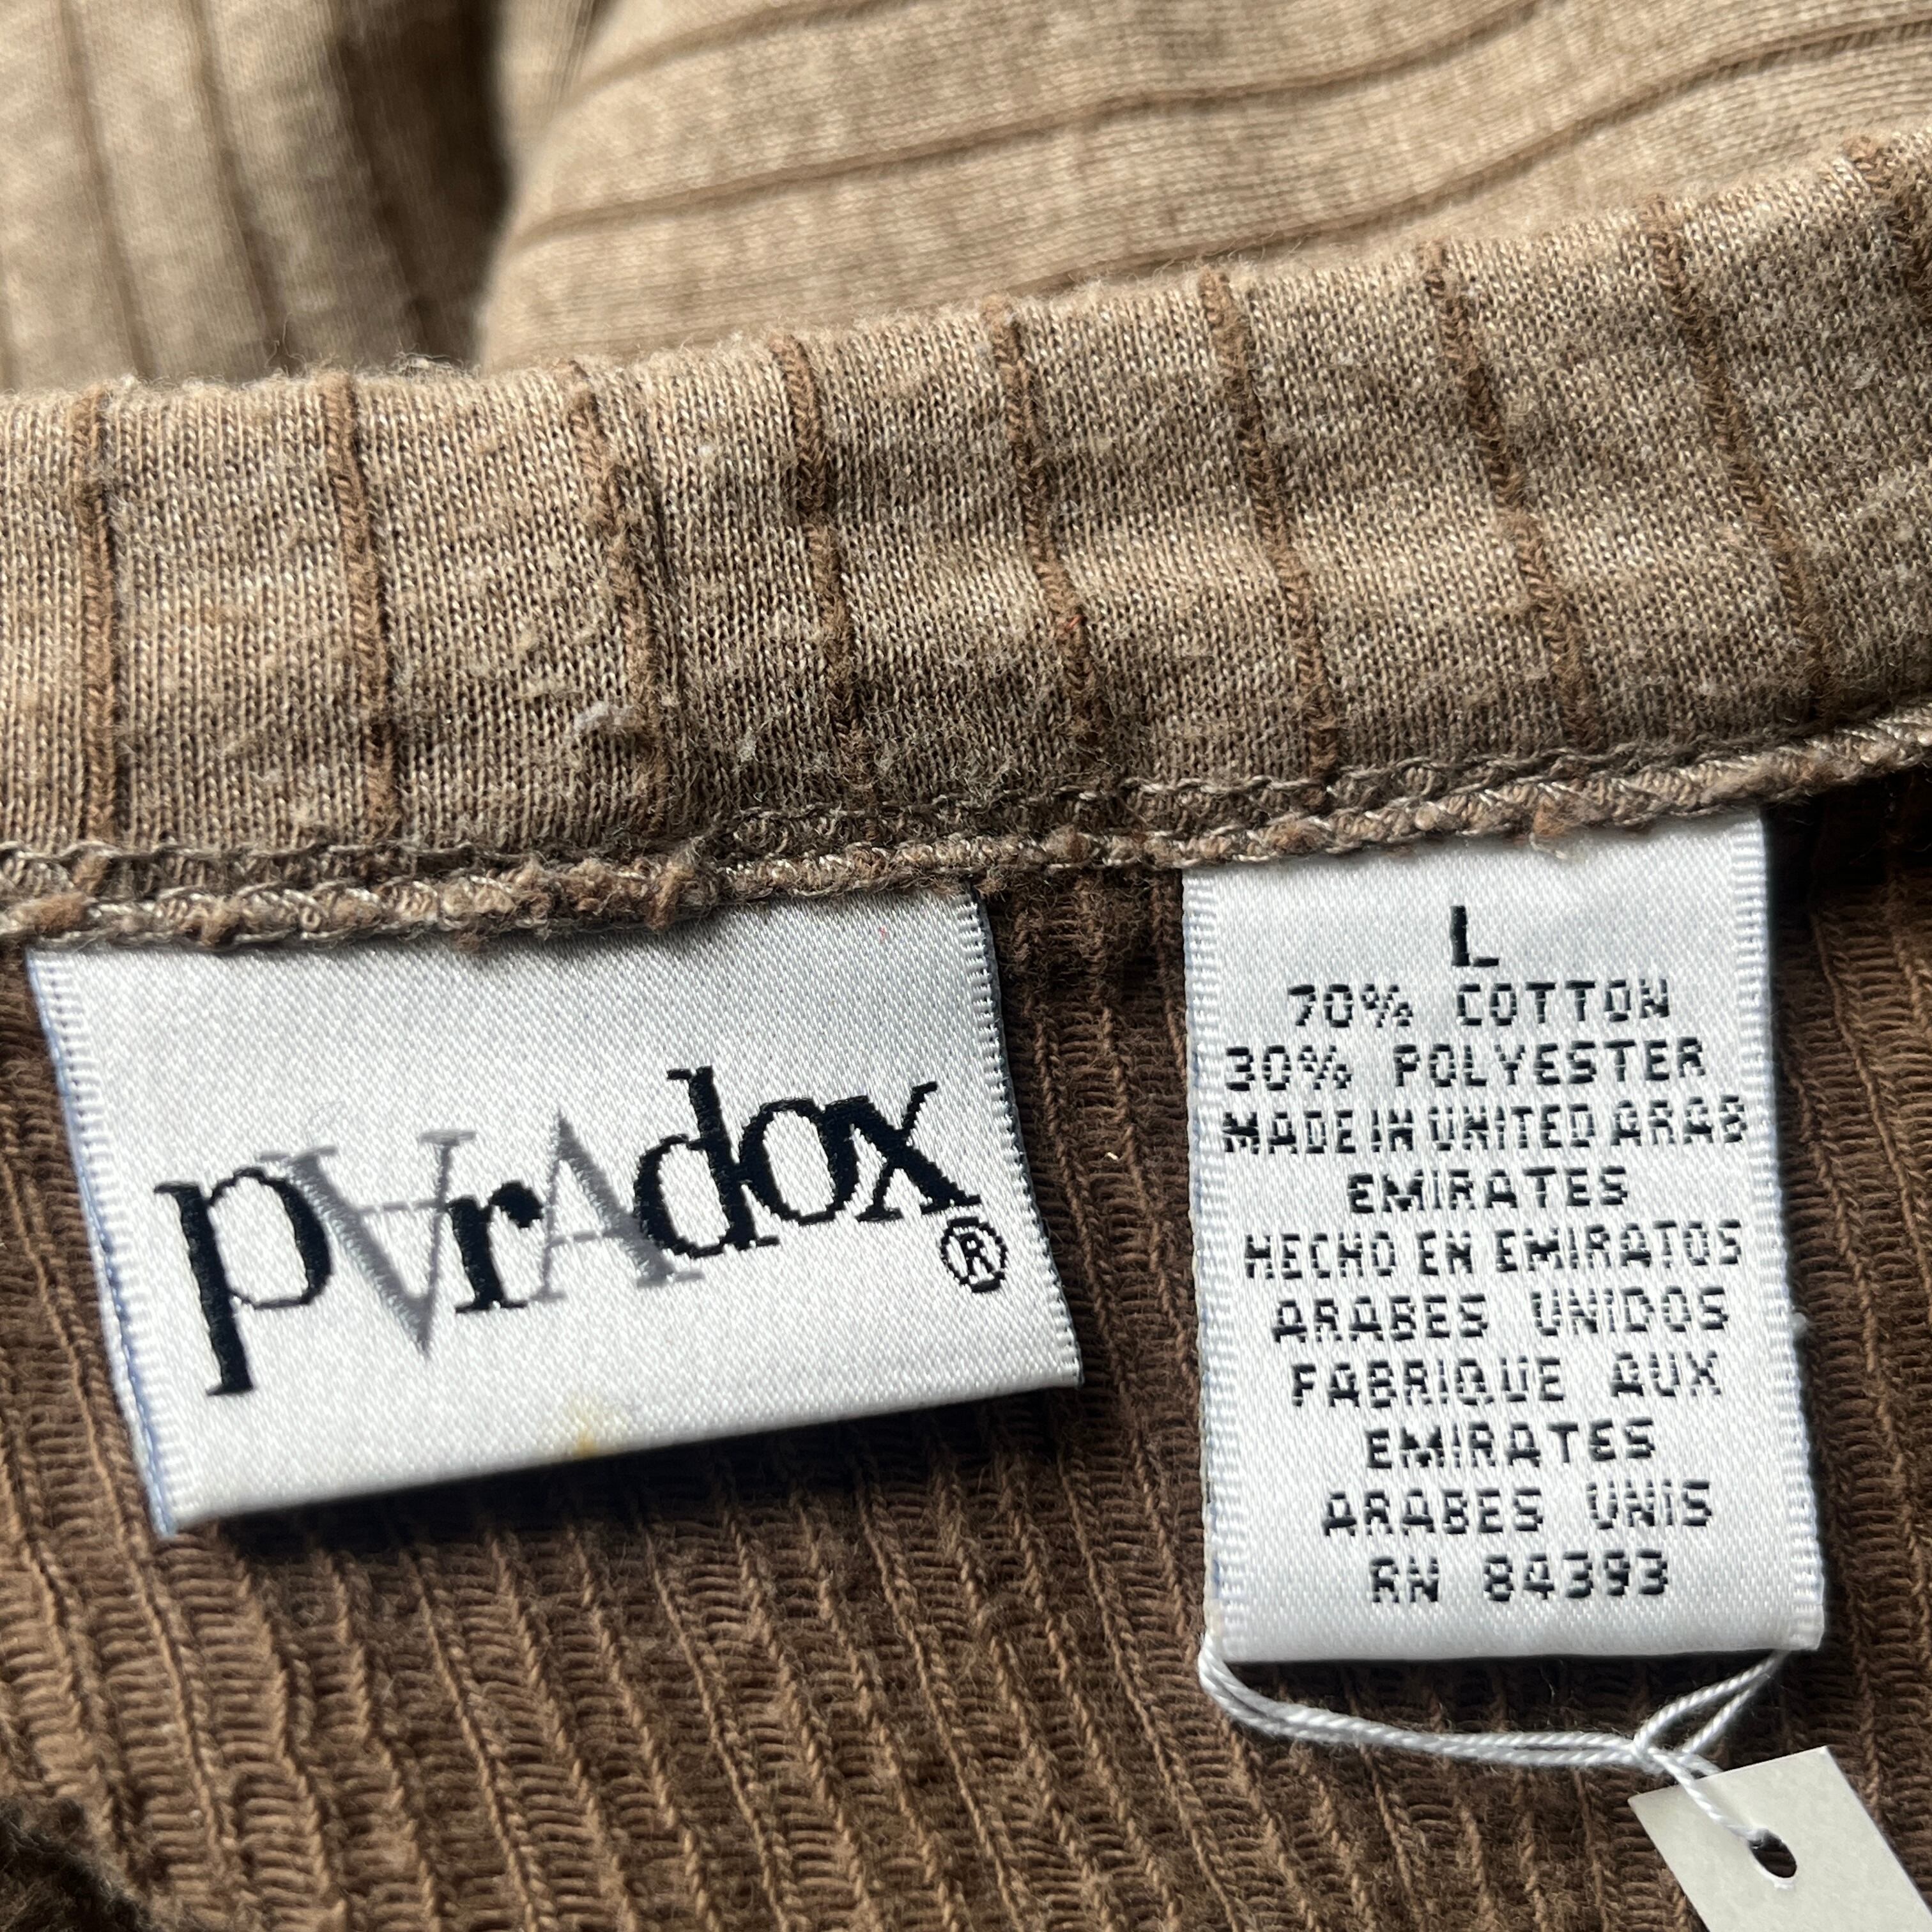 pVArAdox
®
L
70% COTTON
30% POLYESTER
MADE IN UNITED ARAB
EMIRATES
HECHO EN EMIRATOS
ARABES UNIDOS
FABRIQUE AUX
EMIRATES
ARABES UNIS
RN 84393